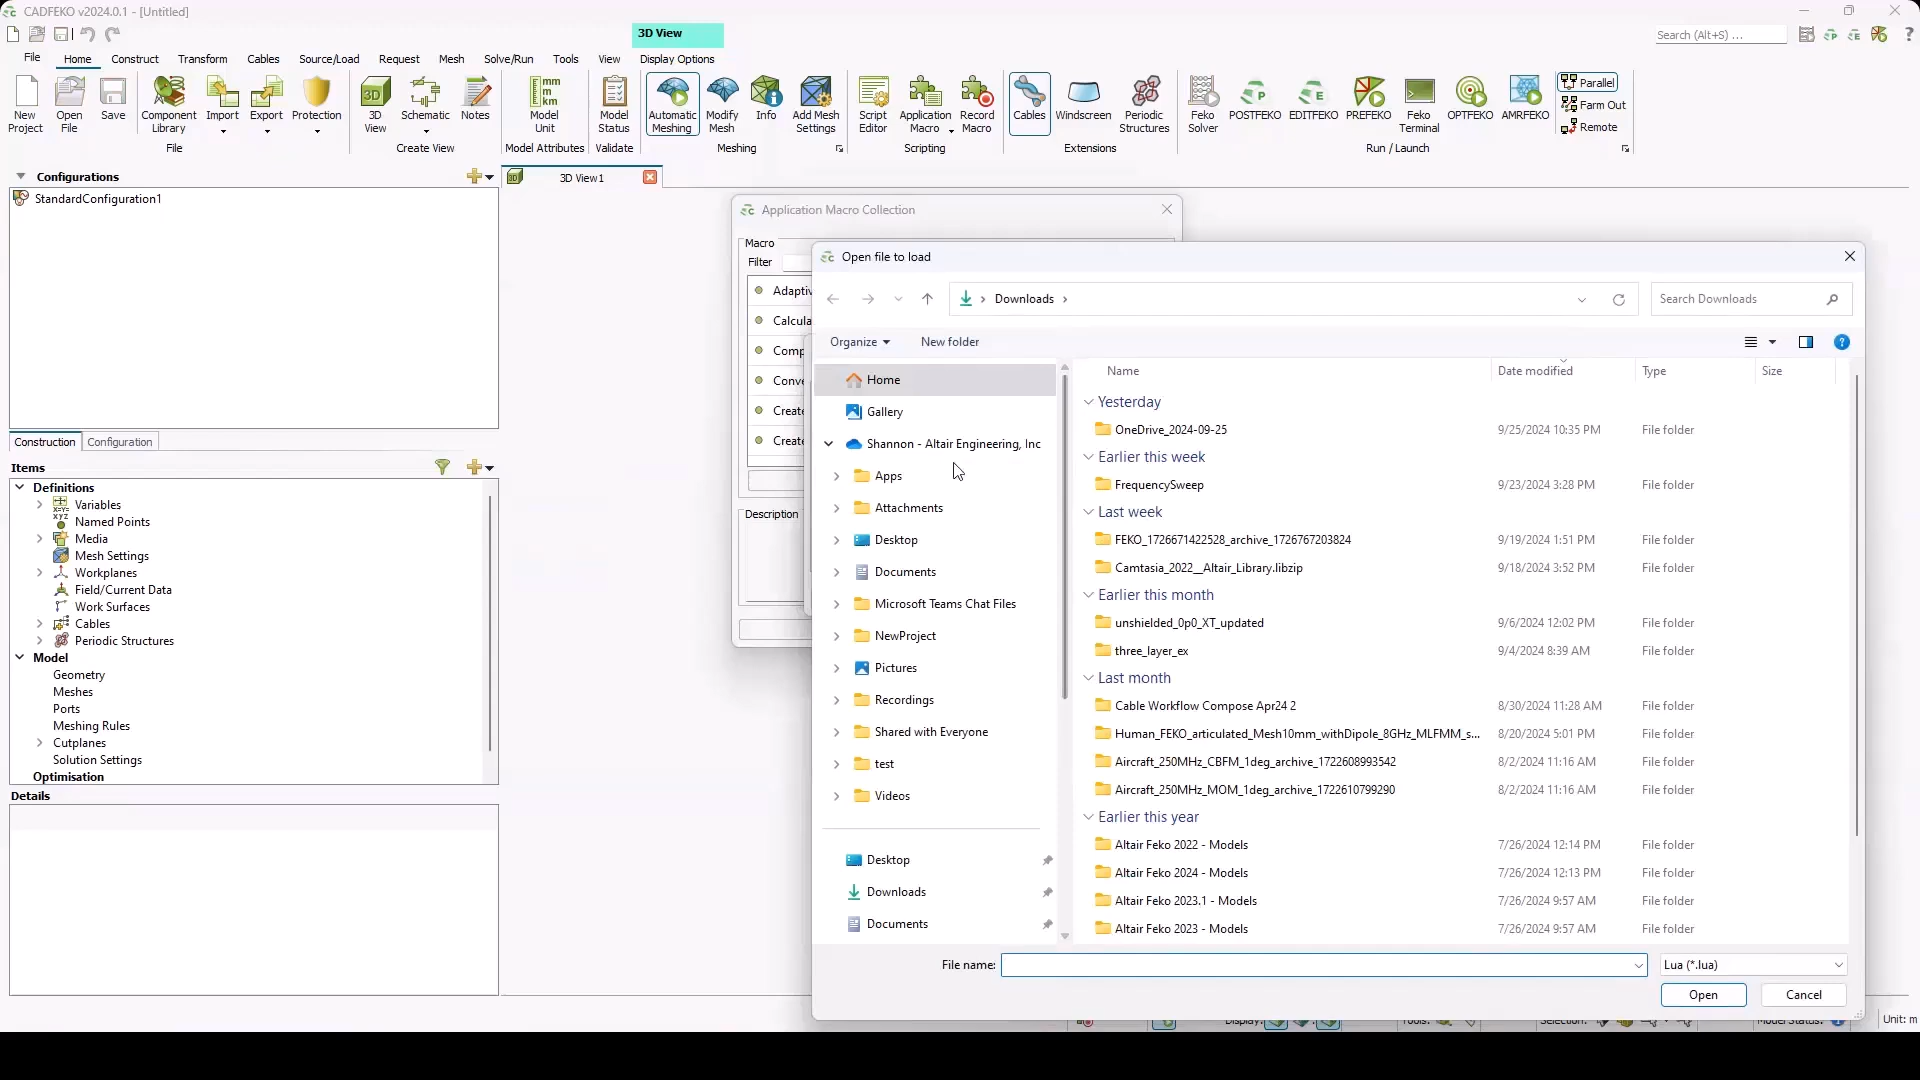 CADFEKO v2024.0.1 - [Untitled]
3D View
Search (Alt+S) ...
File Home Construct Transform Cables Source/Load Request Mesh Solve/Run Tools View Display Options
New Project
Open File
Save
Component Library
Import
Export
Protection
3D View
Schematic
Notes
Model Unit
Model Status
Automatic Meshing
Modify Mesh
Info
Add Mesh Settings
Script Editor
Application Macro
Record Macro
Cables
Windscreen
Periodic Structures
Feko Solver
POSTFEKO
EDITFEKO
PREFEKO
Feko Terminal
OPTFEKO
AMRFEKO
Parallel
Farm Out
Remote
File
Create View
Model Attributes
Validate
Meshing
Scripting
Extensions
Run / Launch
Configurations
StandardConfiguration1
Construction Configuration
Items
Definitions
Variables
Named Points
Media
Mesh Settings
Workplanes
Field/Current Data
Work Surfaces
Cables
Periodic Structures
Model
Geometry
Meshes
Ports
Meshing Rules
Cutplanes
Solution Settings
Optimisation
Details
3D View1
Application Macro Collection
Macro
Filter
Adaptiv
Calcula
Comp
Conve
Create
Create
Description
Open file to load
Downloads
Search Downloads
Organize
New folder
Home
Gallery
Shannon - Altair Engineering, Inc
Apps
Attachments
Desktop
Documents
Microsoft Teams Chat Files
NewProject
Pictures
Recordings
Shared with Everyone
test
Videos
Desktop
Downloads
Documents
Name Date modified Type Size
Yesterday
OneDrive_2024-09-25 9/25/2024 10:35 PM File folder
Earlier this week
FrequencySweep 9/23/2024 3:28 PM File folder
Last week
FEKO_1726671422528_archive_1726767203824 9/19/2024 1:51 PM File folder
Camtasia_2022__Altair_Library.libzip 9/18/2024 3:52 PM File folder
Earlier this month
unshielded_0p0_XT_updated 9/6/2024 12:02 PM File folder
three_layer_ex 9/4/2024 8:39 AM File folder
Last month
Cable Workflow Compose Apr24 2 8/30/2024 11:28 AM File folder
Human_FEKO_articulated_Mesh10mm_withDipole_8GHz_MLFMM_s... 8/20/2024 5:01 PM File folder
Aircraft_250MHz_CBFM_1deg_archive_1722608993542 8/2/2024 11:16 AM File folder
Aircraft_250MHz_MOM_1deg_archive_1722610799290 8/2/2024 11:16 AM File folder
Earlier this year
Altair Feko 2022 - Models 7/26/2024 12:14 PM File folder
Altair Feko 2024 - Models 7/26/2024 12:13 PM File folder
Altair Feko 2023.1 - Models 7/26/2024 9:57 AM File folder
Altair Feko 2023 - Models 7/26/2024 9:57 AM File folder
File name:
Lua (*.lua)
Open
Cancel
Display: Tools: Selection: Model Status: Unit: m